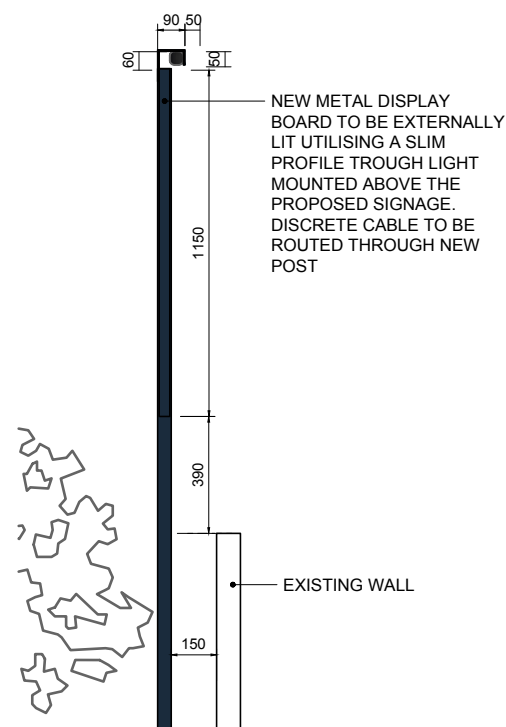 90 50
60
50
NEW METAL DISPLAY
BOARD TO BE EXTERNALLY
LIT UTILISING A SLIM
PROFILE TROUGH LIGHT
MOUNTED ABOVE THE
PROPOSED SIGNAGE.
DISCRETE CABLE TO BE
ROUTED THROUGH NEW
POST
1150
390
EXISTING WALL
150